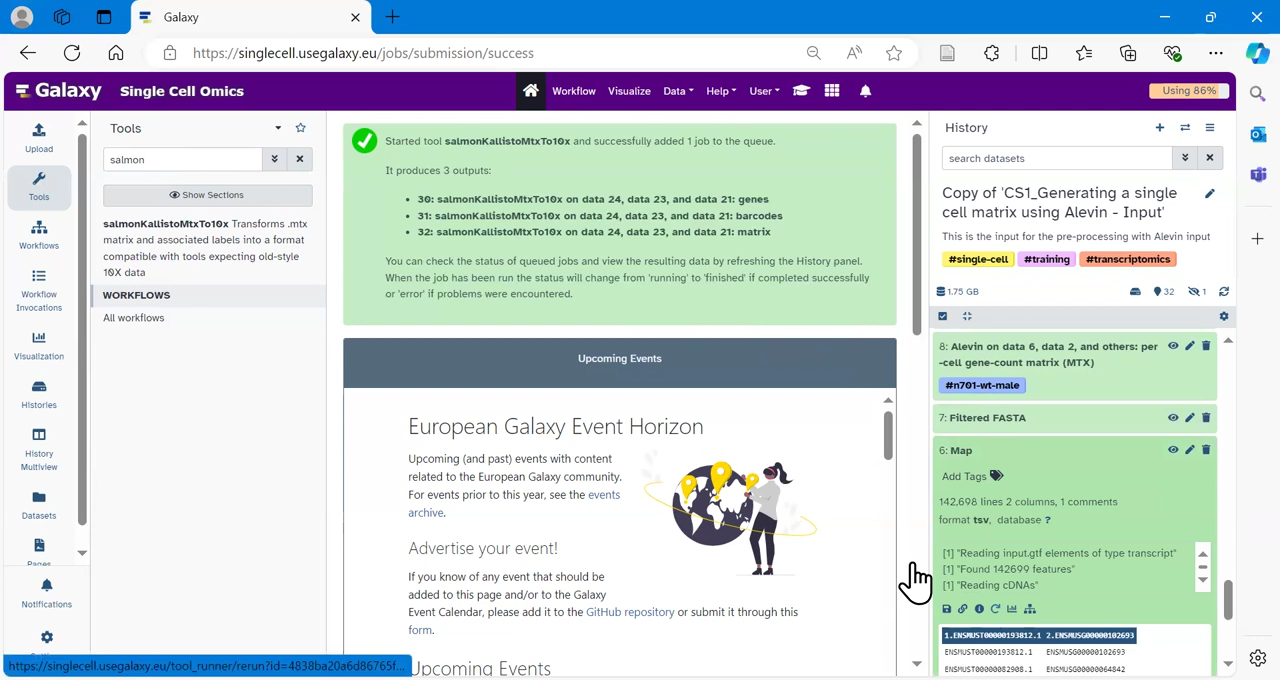 Galaxy
https://singlecell.usegalaxy.eu/jobs/submission/success
Galaxy
Single Cell Omics
Workflow
Visualize
Data
Help
User
Using 86%
Upload
Tools
Workflows
Workflow
Invocations
Visualization
Histories
History
Multiview
Datasets
Pages
Notifications
Tools
salmon
Show Sections
salmonKallistoMtxTo10x Transforms .mtx
matrix and associated labels into a format
compatible with tools expecting old-style
10X data
WORKFLOWS
All workflows
Started tool salmonKallistoMtxTo10x and successfully added 1 job to the queue.
It produces 3 outputs:
• 30: salmonKallistoMtxTo10x on data 24, data 23, and data 21: genes
• 31: salmonKallistoMtxTo10x on data 24, data 23, and data 21: barcodes
• 32: salmonKallistoMtxTo10x on data 24, data 23, and data 21: matrix
You can check the status of queued jobs and view the resulting data by refreshing the History panel.
When the job has been run the status will change from 'running' to 'finished' if completed successfully
or 'error' if problems were encountered.
Upcoming Events
European Galaxy Event Horizon
Upcoming (and past) events with content
related to the European Galaxy community.
For events prior to this year, see the events
archive.
Advertise your event!
If you know of any event that should be
added to this page and/or to the Galaxy
Event Calendar, please add it to the GitHub repository or submit it through this
form.
Upcoming Events
History
search datasets
Copy of 'CS1_Generating a single
cell matrix using Alevin - Input'
This is the input for the pre-processing with Alevin input
#single-cell
#training
#transcriptomics
1.75 GB
32
1
8: Alevin on data 6, data 2, and others: per
-cell gene-count matrix (MTX)
#n701-wt-male
7: Filtered FASTA
6: Map
Add Tags
142,698 lines 2 columns, 1 comments
format tsv, database ?
[1] "Reading input.gtf elements of type transcript"
[1] "Found 142699 features"
[1] "Reading cDNAs"
1.ENSMUST00000193812.1 2.ENSMUSG00000102693
ENSMUST00000193812.1 ENSMUSG00000102693
ENSMUST00000082908.1 ENSMUSG00000064842
https://singlecell.usegalaxy.eu/tool_runner/rerun?id=4838ba20a6d86765f...